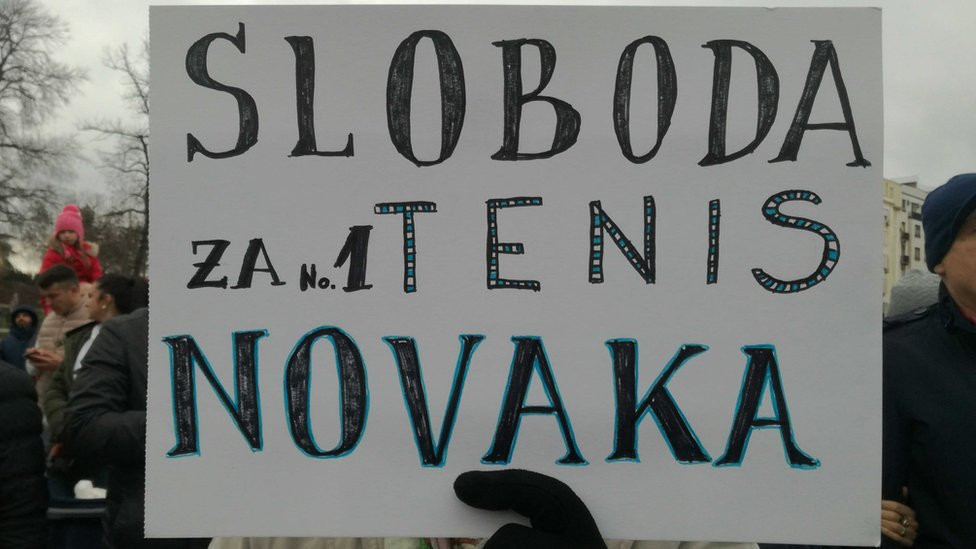 SLOBODA
ZA No.1 TENIS
NOVAKA